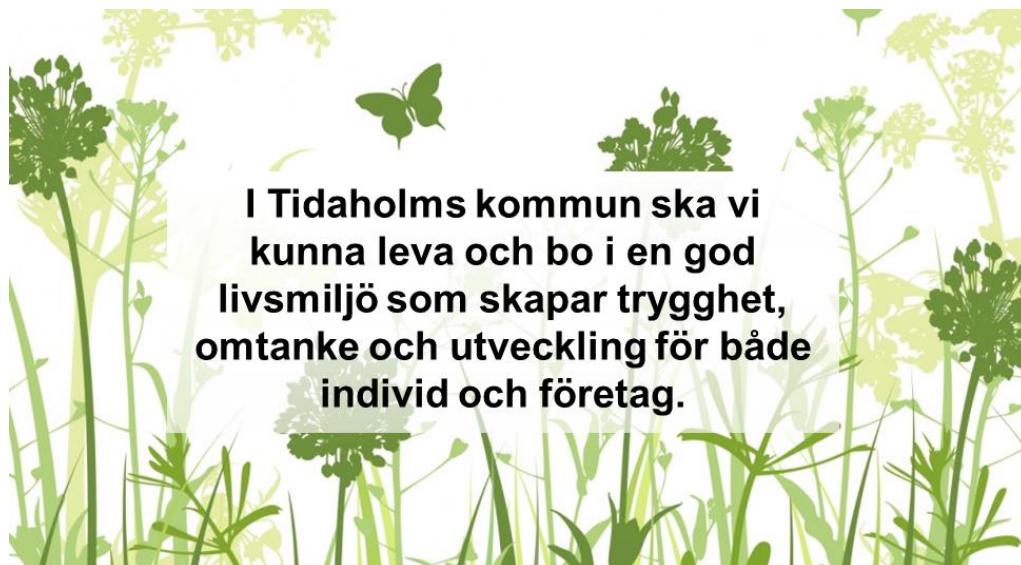 I Tidaholms kommun ska vi
kunna leva och bo i en god
livsmiljö som skapar trygghet,
omtanke och utveckling för både
individ och företag.